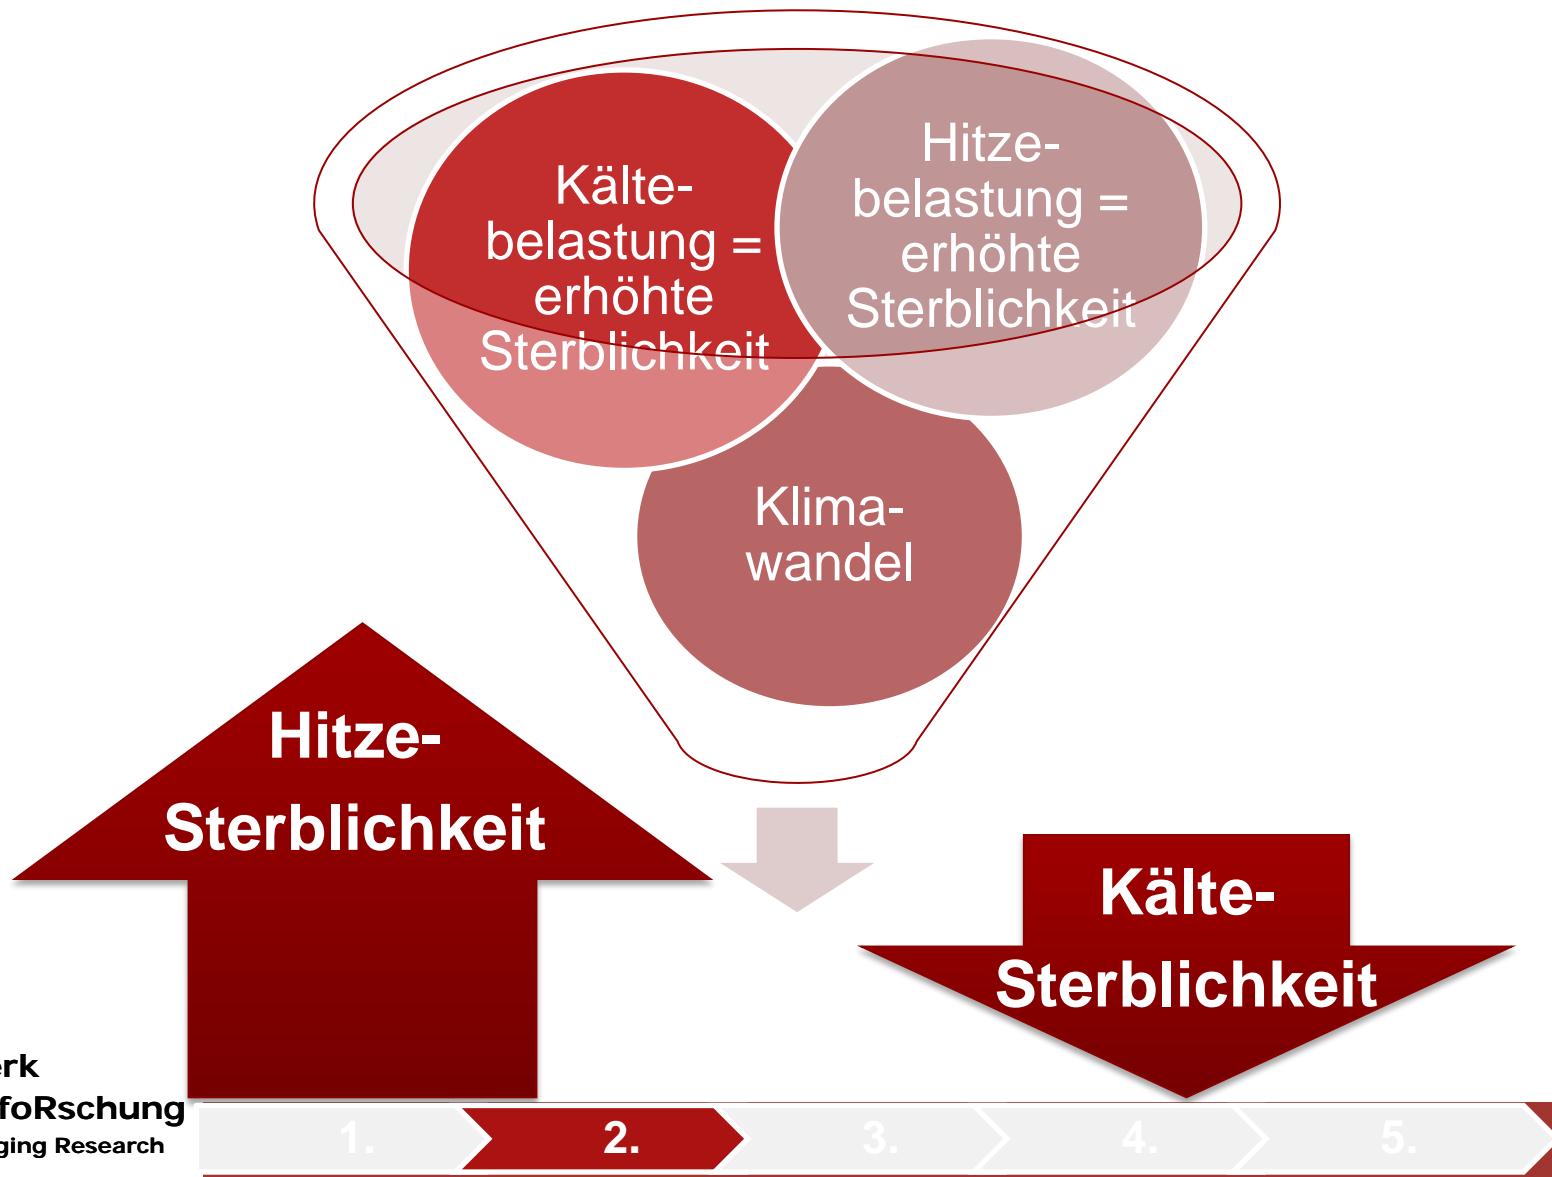 Kälte-
belastung =
erhöhte
Sterblichkeit
Hitze-
belastung =
erhöhte
Sterblichkeit
Klima-
wandel
Hitze-
Sterblichkeit
Kälte-
Sterblichkeit
erk
foRschung
ging Research
1.
2.
3.
4.
5.